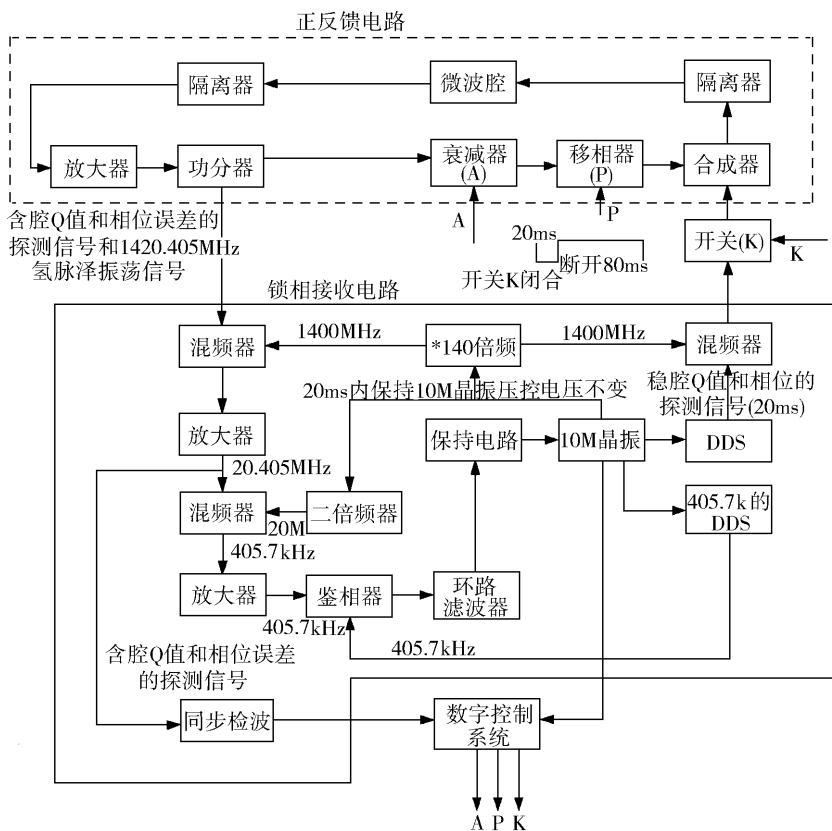 正反馈电路
隔离器
微波腔
隔离器
放大器
功分器
衰减器
(A)
移相器
(P)
合成器
A
P
含腔Q值和相位误差的
探测信号和1420.405MHz
氢脉泽振荡信号
20ms
断开80ms
开关K闭合
开关(K)
K
锁相接收电路
混频器
1400MHz
*140倍频
1400MHz
混频器
20ms内保持10M晶振压控电压不变
稳腔Q值和相位的
探测信号(20ms)
放大器
保持电路
10M晶振
DDS
20.405MHz
混频器
20M
二倍频器
405.7k的
DDS
405.7kHz
放大器
鉴相器
环路
滤波器
405.7kHz
405.7kHz
含腔Q值和相位误差
的探测信号
同步检波
数字控制
系统
A P K